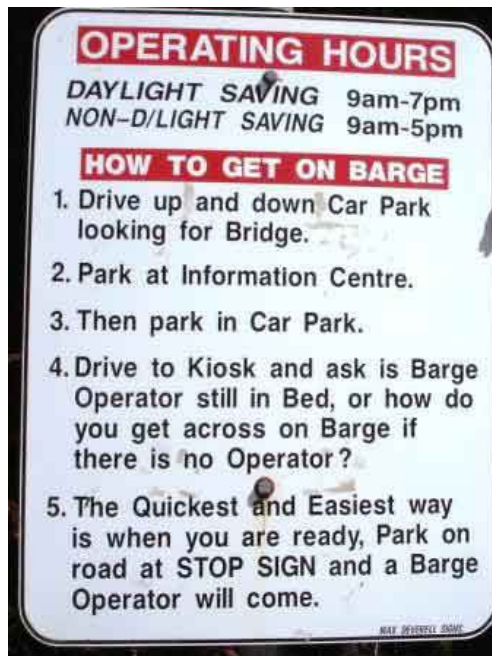 OPERATING HOURS
DAYLIGHT SAVING 9am-7pm
NON-D/LIGHT SAVING 9am-5pm
HOW TO GET ON BARGE
1. Drive up and down Car Park
looking for Bridge.
2. Park at Information Centre.
3. Then park in Car Park.
4. Drive to Kiosk and ask is Barge
Operator still in Bed, or how do
you get across on Barge if
there is no Operator?
5. The Quickest and Easiest way
is when you are ready, Park on
road at STOP SIGN and a Barge
Operator will come.
MAX DEVERELL SIGNS